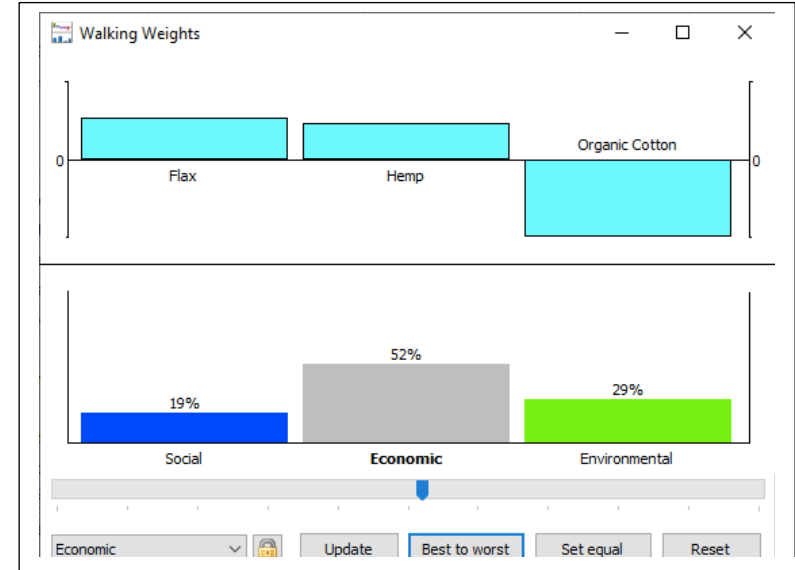 Walking Weights
Organic Cotton
0 0
Flax Hemp
52%
29%
19%
Social Economic Environmental
Economic Update Best to worst Set equal Reset